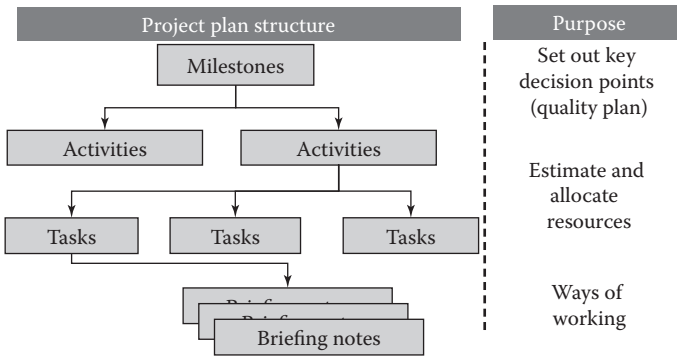 Project plan structure
Purpose
Milestones
Set out key
decision points
(quality plan)
Activities
Activities
Estimate and
allocate
resources
Tasks
Tasks
Tasks
Ways of
working
Briefing notes